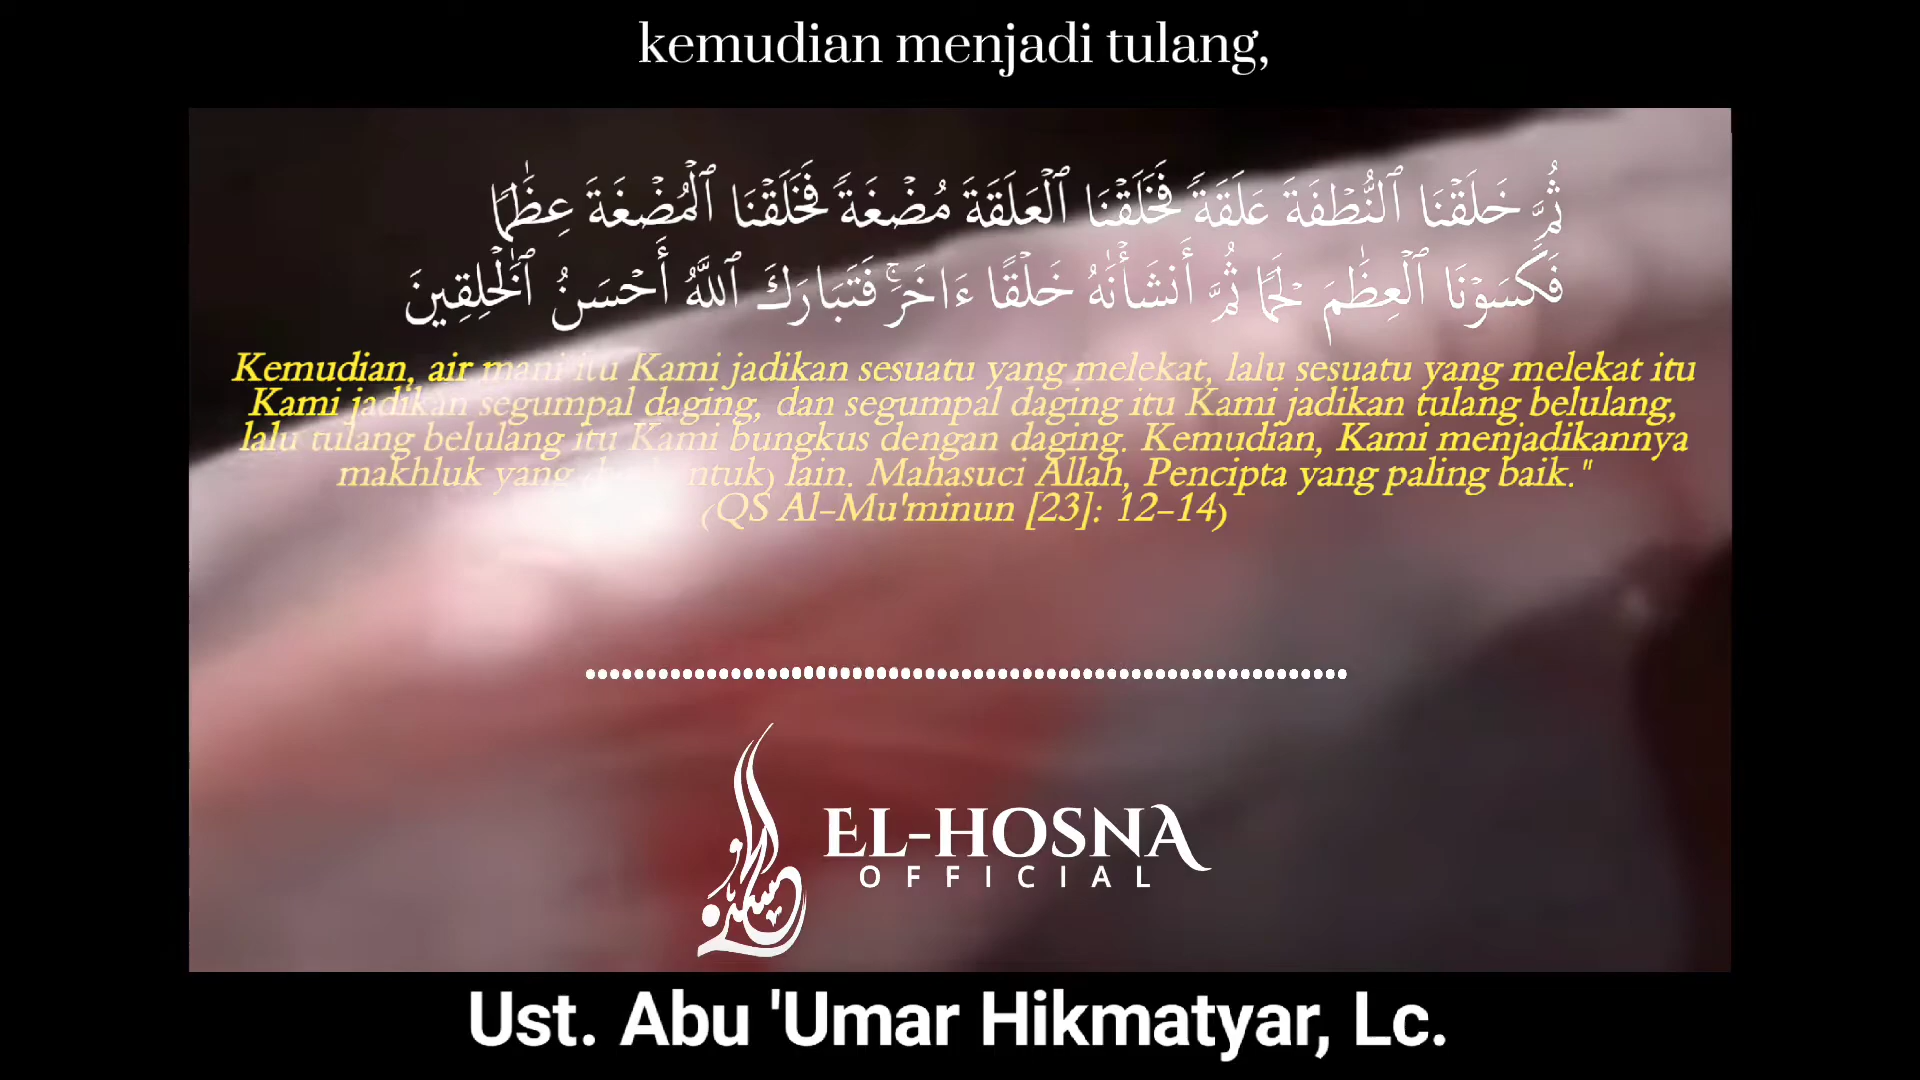 kemudian menjadi tulang,
ثُمَّ خَلَقْنَا ٱلنُّطْفَةَ عَلَقَةً فَخَلَقْنَا ٱلْعَلَقَةَ مُضْغَةً فَخَلَقْنَا ٱلْمُضْغَةَ عِظَٰمًا
فَكَسَوْنَا ٱلْعِظَٰمَ لَحْمًا ثُمَّ أَنشَأْنَٰهُ خَلْقًا ءَاخَرَ ۚ فَتَبَارَكَ ٱللَّهُ أَحْسَنُ ٱلْخَٰلِقِينَ
Kemudian, air mani itu Kami jadikan sesuatu yang melekat, lalu sesuatu yang melekat itu
Kami jadikan segumpal daging, dan segumpal daging itu Kami jadikan tulang belulang,
lalu tulang belulang itu Kami bungkus dengan daging. Kemudian, Kami menjadikannya
makhluk yang lain. Mahasuci Allah, Pencipta yang paling baik."
(QS Al-Mu'minun [23]: 12-14)
EL-HOSNA
OFFICIAL
Ust. Abu 'Umar Hikmatyar, Lc.